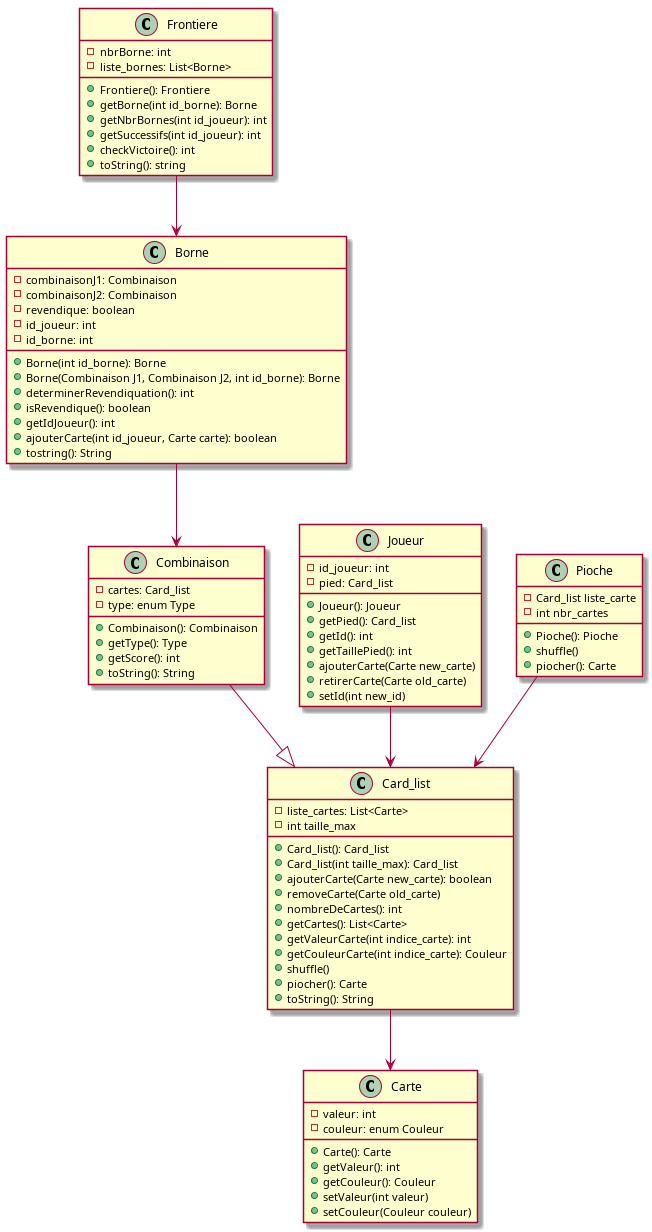 C Frontiere
nbrBorne: int
liste_bornes: List<Borne>
Frontiere(): Frontiere
getBorne(int id_borne): Borne
getNbrBornes(int id_joueur): int
getSuccessifs(int id_joueur): int
checkVictoire(): int
toString(): string
C Borne
combinaisonJ1: Combinaison
combinaisonJ2: Combinaison
revendique: boolean
id_joueur: int
id_borne: int
Borne(int id_borne): Borne
Borne(Combinaison J1, Combinaison J2, int id_borne): Borne
determinerRevendiquation(): int
isRevendique(): boolean
getIdJoueur(): int
ajouterCarte(int id_joueur, Carte carte): boolean
tostring(): String
C Combinaison
cartes: Card_list
type: enum Type
Combinaison(): Combinaison
getType(): Type
getScore(): int
toString(): String
C Joueur
id_joueur: int
pied: Card_list
Joueur(): Joueur
getPied(): Card_list
getId(): int
getTaillePied(): int
ajouterCarte(Carte new_carte)
retirerCarte(Carte old_carte)
setId(int new_id)
C Pioche
Card_list liste_carte
int nbr_cartes
Pioche(): Pioche
shuffle()
piocher(): Carte
C Card_list
liste_cartes: List<Carte>
int taille_max
Card_list(): Card_list
Card_list(int taille_max): Card_list
ajouterCarte(Carte new_carte): boolean
removeCarte(Carte old_carte)
nombreDeCartes(): int
getCartes(): List<Carte>
getValeurCarte(int indice_carte): int
getCouleurCarte(int indice_carte): Couleur
shuffle()
piocher(): Carte
toString(): String
C Carte
valeur: int
couleur: enum Couleur
Carte(): Carte
getValeur(): int
getCouleur(): Couleur
setValeur(int valeur)
setCouleur(Couleur couleur)